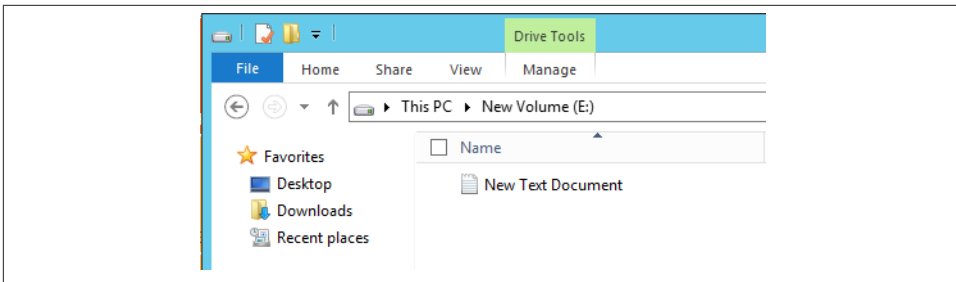 Drive Tools
File Home Share View Manage
This PC New Volume (E:)
Name
Favorites
New Text Document
Desktop
Downloads
Recent places